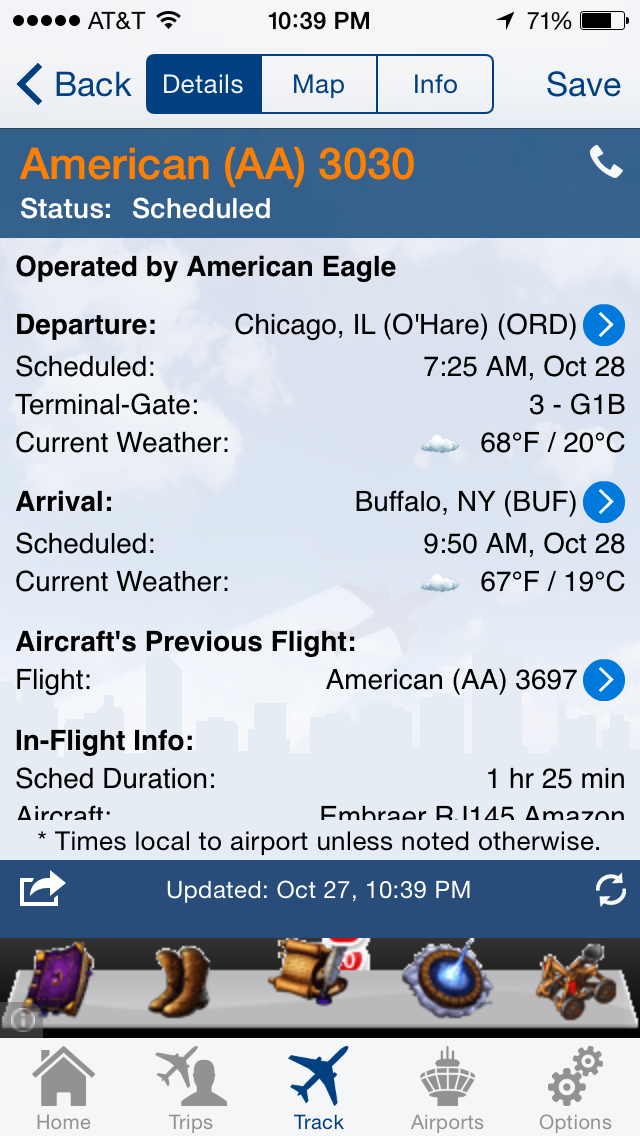 AT&T 10:39 PM 71%
Back Details Map Info Save
American (AA) 3030
Status: Scheduled
Operated by American Eagle
Departure: Chicago, IL (O'Hare) (ORD)
Scheduled: 7:25 AM, Oct 28
Terminal-Gate: 3 - G1B
Current Weather: 68°F / 20°C
Arrival: Buffalo, NY (BUF)
Scheduled: 9:50 AM, Oct 28
Current Weather: 67°F / 19°C
Aircraft's Previous Flight:
Flight: American (AA) 3697
In-Flight Info:
Sched Duration: 1 hr 25 min
Aircraft: Embraer RJ145 Amazon
* Times local to airport unless noted otherwise.
Updated: Oct 27, 10:39 PM
Home Trips Track Airports Options